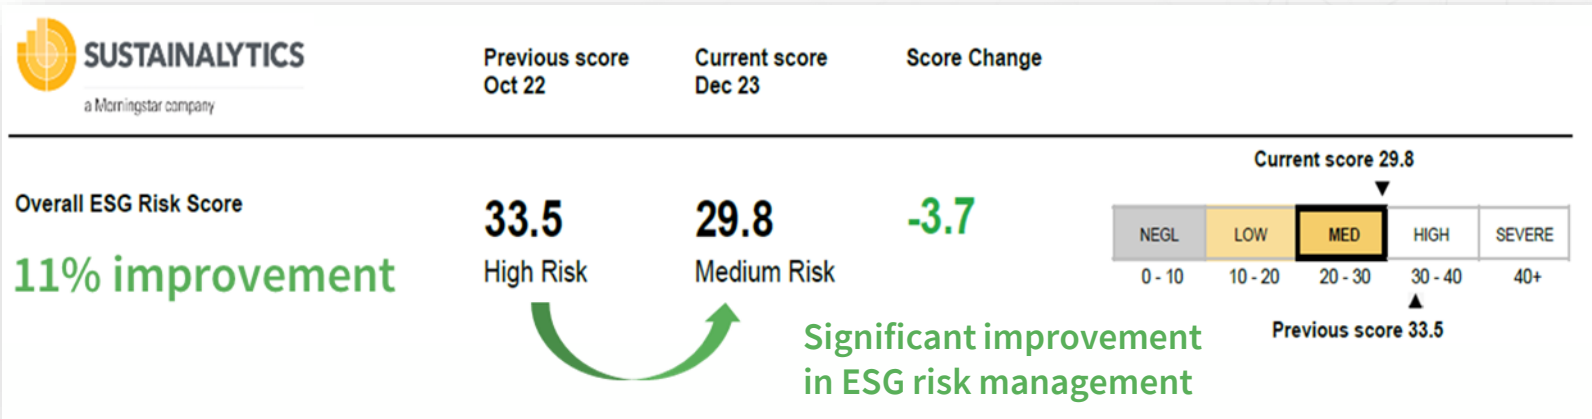 SUSTAINALYTICS
a Morningstar company
Previous score
Oct 22
Current score
Dec 23
Score Change
Overall ESG Risk Score
11% improvement
33.5
High Risk
29.8
Medium Risk
-3.7
Significant improvement
in ESG risk management
Current score 29.8
NEGL LOW MED HIGH SEVERE
0 - 10 10 - 20 20 - 30 30 - 40 40+
Previous score 33.5